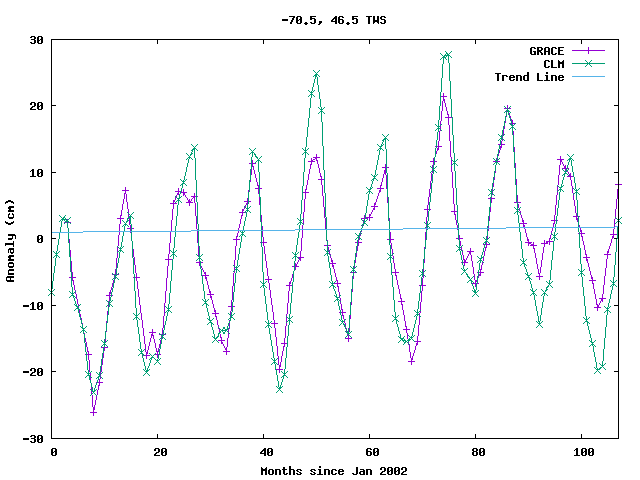 -70.5, 46.5 TWS
GRACE
CLM
Trend Line
30
20
10
0
-10
-20
-30
Anomaly (cm)
0 20 40 60 80 100
Months since Jan 2002